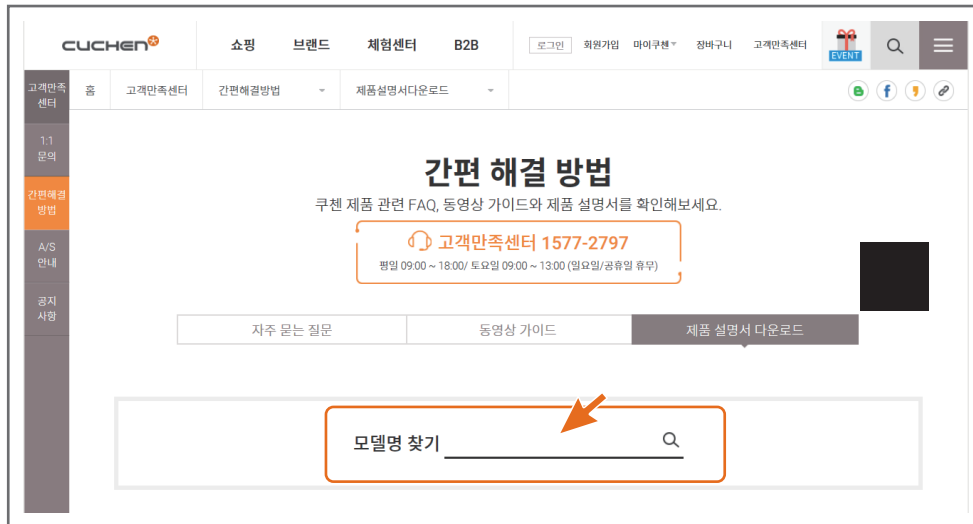 CUCHEN
쇼핑 브랜드 체험센터 B2B
로그인 회원가입 마이쿠첸 장바구니 고객만족센터
EVENT
고객만족
센터
홈 고객만족센터 간편해결방법 제품설명서다운로드
1:1
문의
간편해결
방법
A/S
안내
공지
사항
간편 해결 방법
쿠첸 제품 관련 FAQ, 동영상 가이드와 제품 설명서를 확인해보세요.
고객만족센터 1577-2797
평일 09:00 ~ 18:00/ 토요일 09:00 ~ 13:00 (일요일/공휴일 휴무)
자주 묻는 질문 동영상 가이드 제품 설명서 다운로드
모델명 찾기